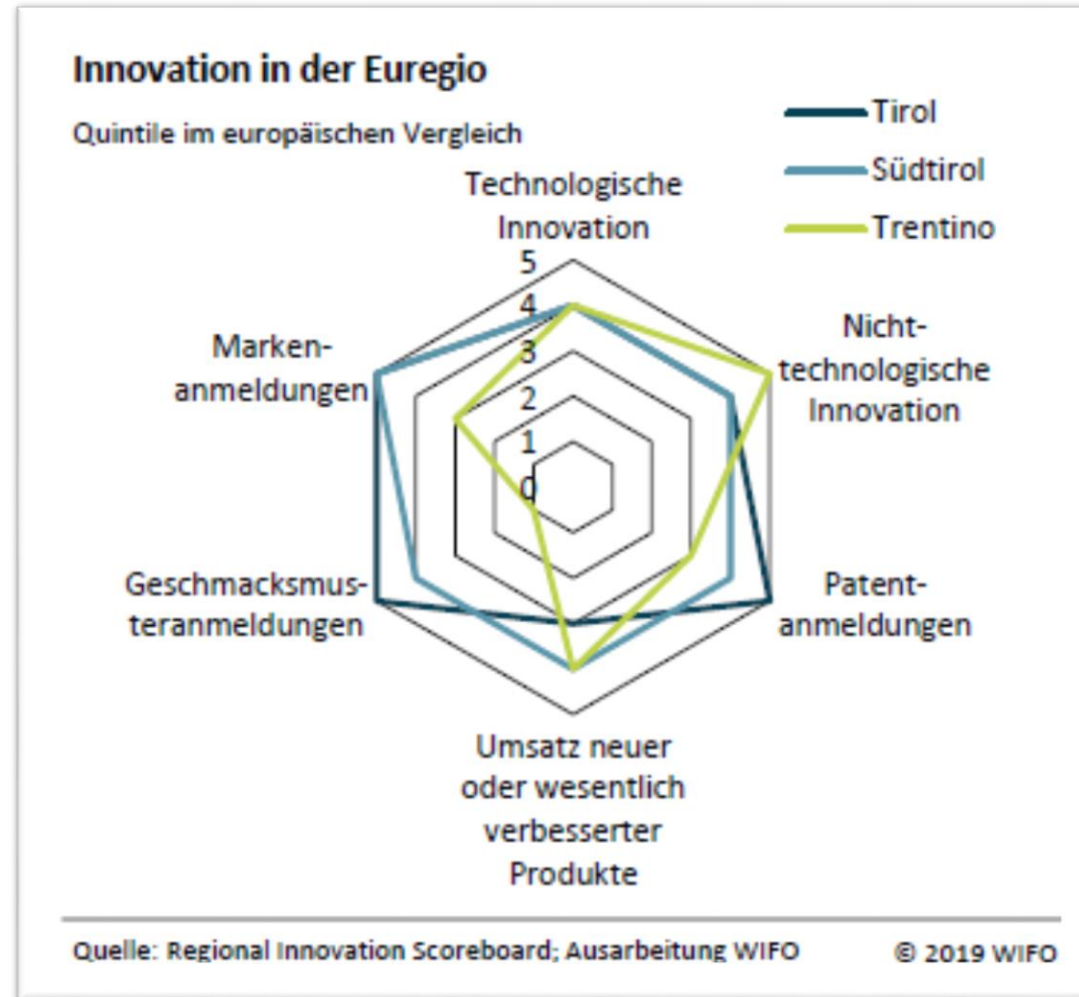 Innovation in der Euregio
Quintile im europäischen Vergleich
Tirol
Südtirol
Trentino
Technologische
Innovation
5
4
3
2
1
0
Nicht-
technologische
Innovation
Patent-
anmeldungen
Umsatz neuer
oder wesentlich
verbesserter
Produkte
Geschmacksmus-
teranmeldungen
Marken-
anmeldungen
Quelle: Regional Innovation Scoreboard; Ausarbeitung WIFO
© 2019 WIFO